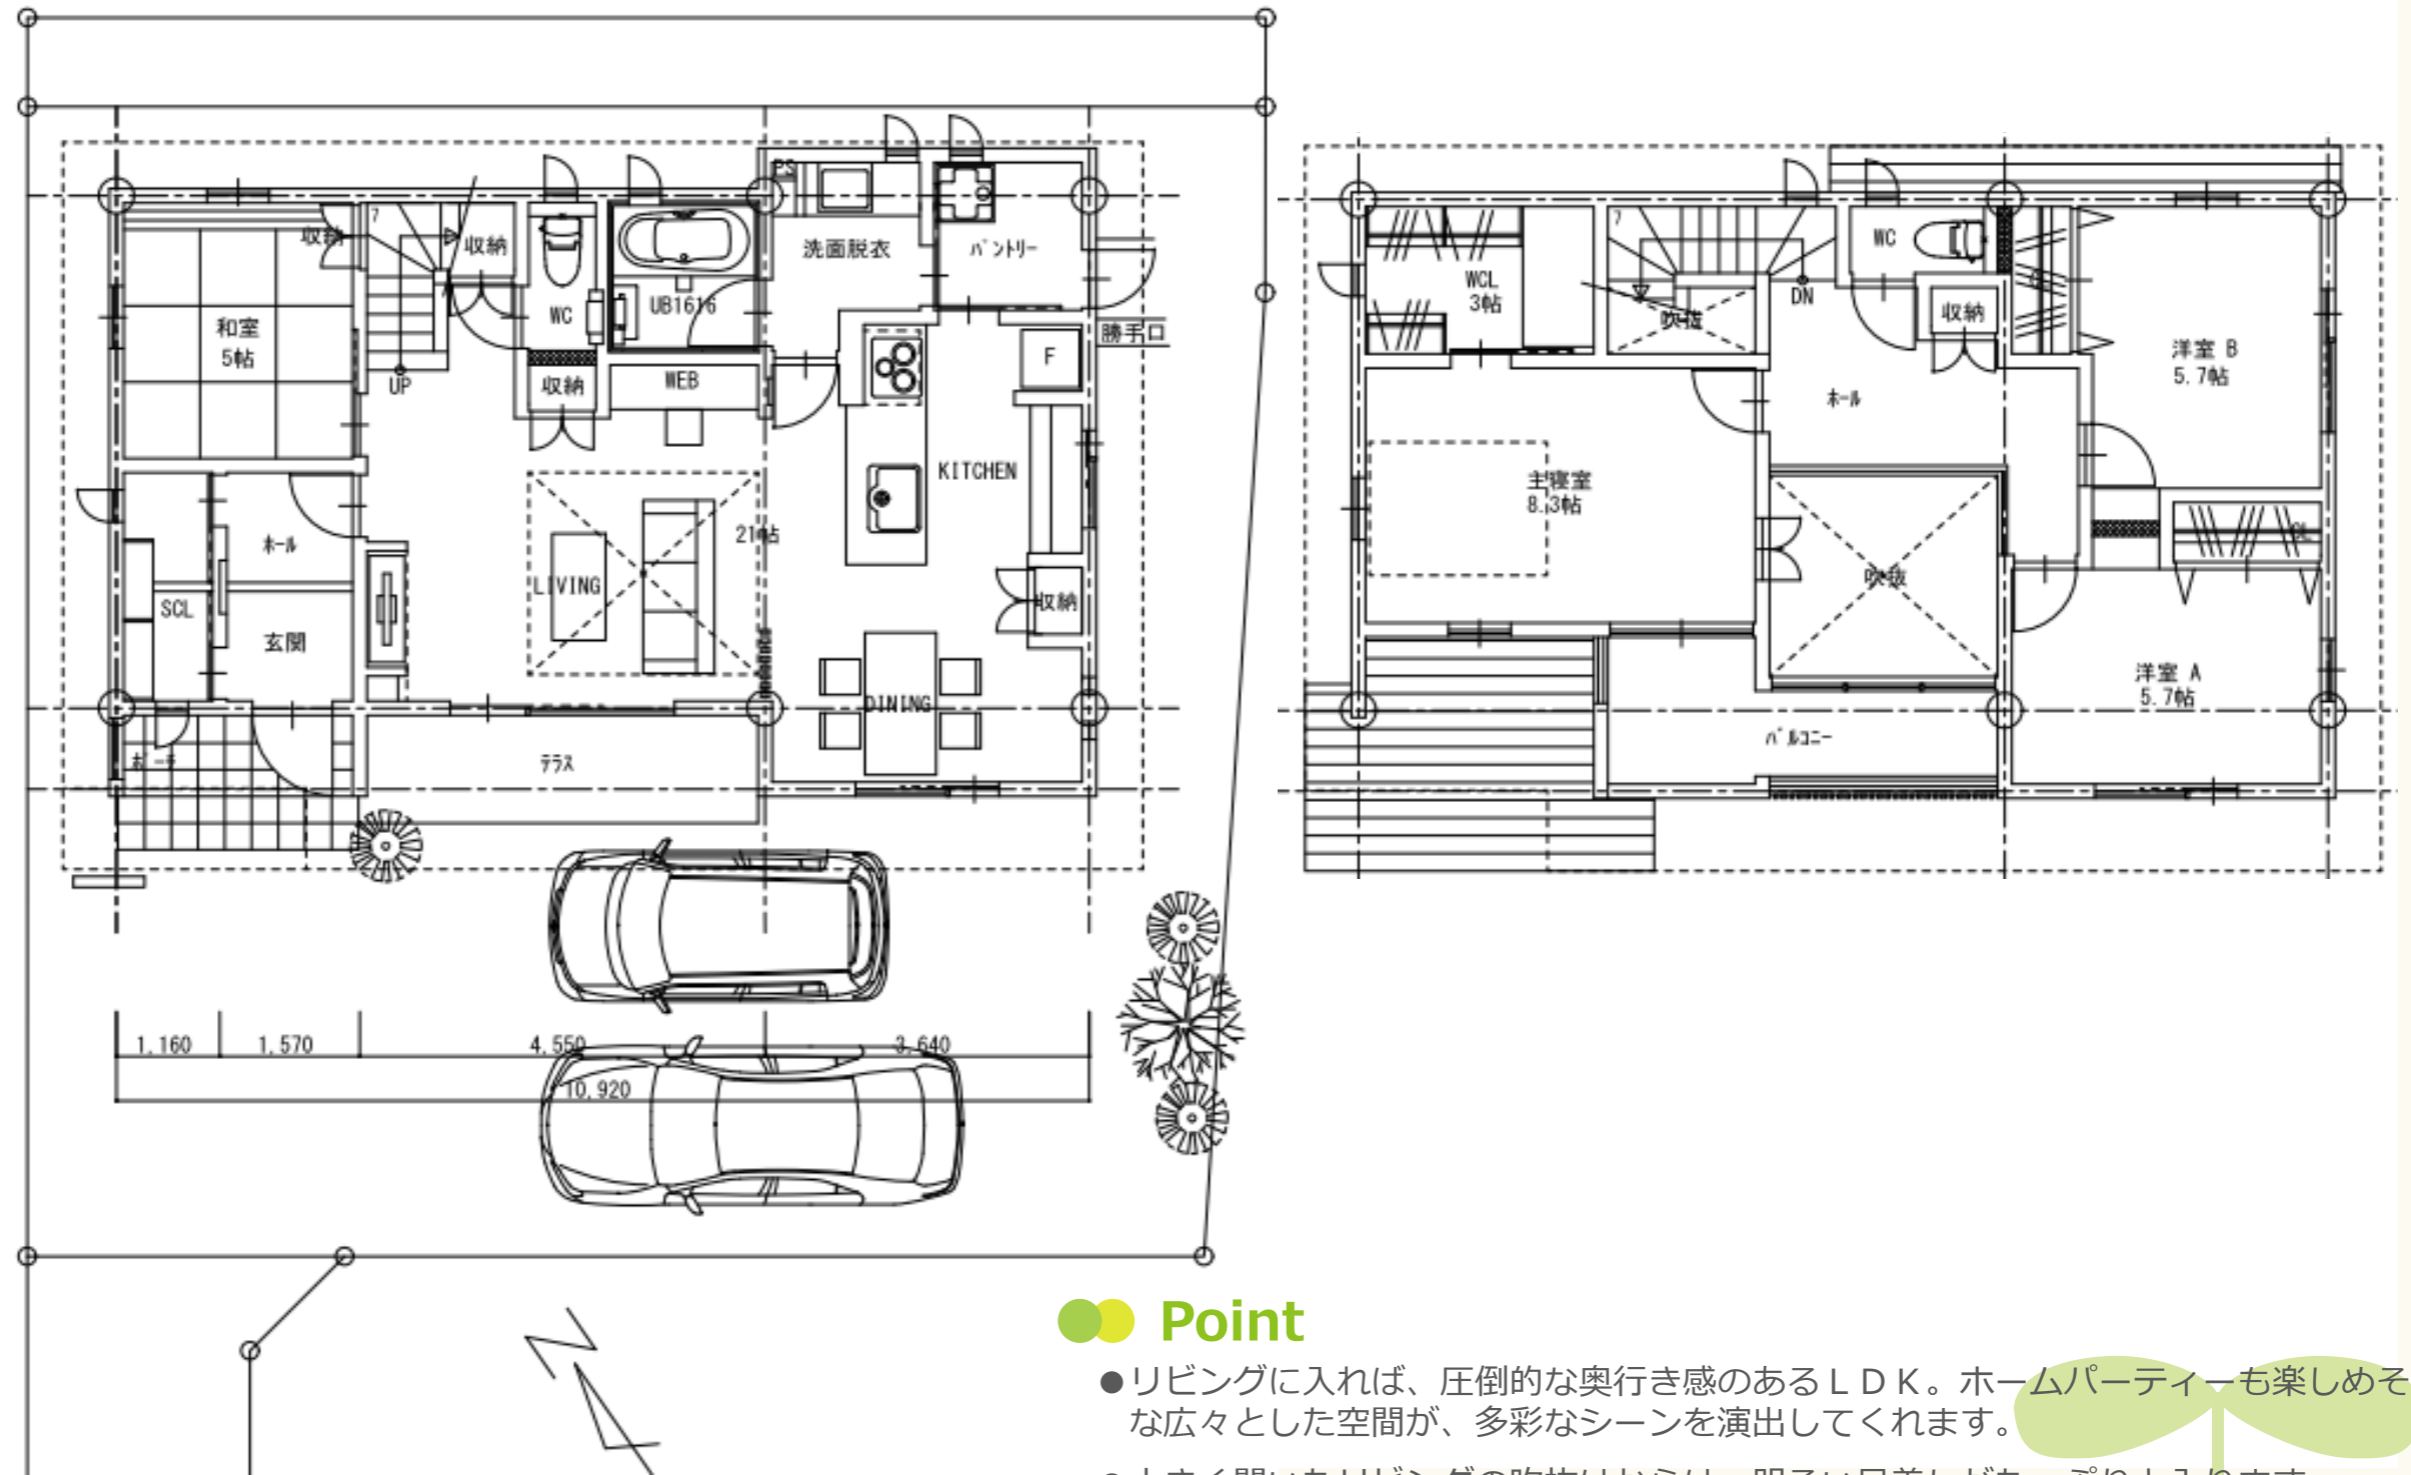 PS
収納
7
収納
洗面脱衣
パントリー
和室
5帖
WC
UB1616
勝手口
UP
収納
WEB
F
KITCHEN
21帖
ホール
LIVING
SCL
収納
玄関
DINING
ポーチ
テラス
1,160
1,570
4,550
3,640
10,920
7
WC
WCL
3帖
DN
収納
吹抜
洋室 B
5.7帖
ホール
主寝室
8.3帖
CL
吹抜
洋室 A
5.7帖
バルコニー
Point
●リビングに入れば、圧倒的な奥行き感のあるＬＤＫ。ホームパーティーも楽しめそ
な広々とした空間が、多彩なシーンを演出してくれます。